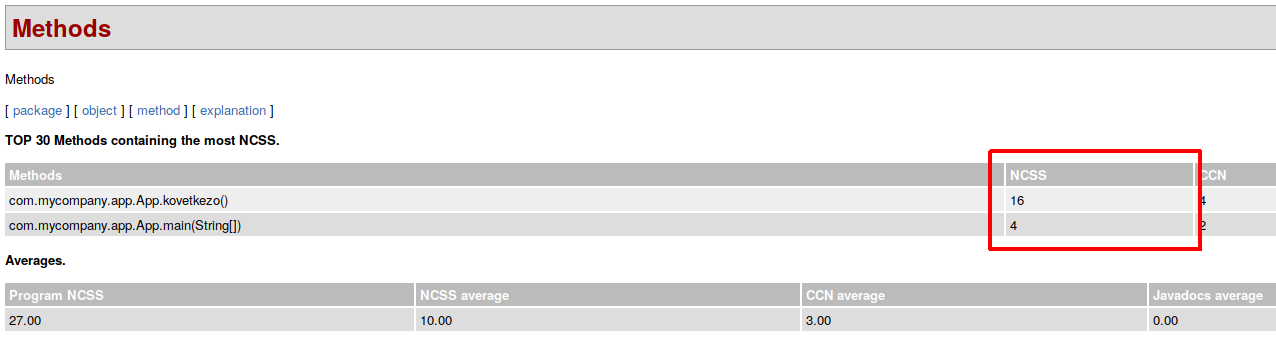 Methods
Methods
[ package ] [ object ] [ method ] [ explanation ]
TOP 30 Methods containing the most NCSS.
Methods NCSS CCN
com.mycompany.app.App.kovetkezo() 16 4
com.mycompany.app.App.main(String[]) 4 2
Averages.
Program NCSS NCSS average CCN average Javadocs average
27.00 10.00 3.00 0.00